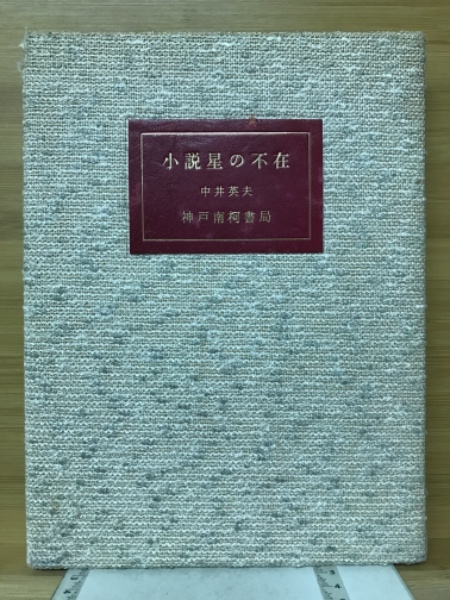 小説星の不在
中井英夫
神戸南柯書局